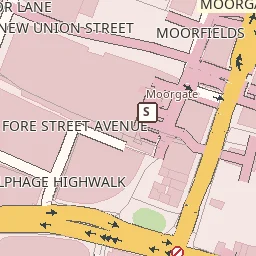 OR LANE
MOORGA
NEW UNION STREET
MOORFIELDS
Moorgate
S
FORE STREET AVENUE
LPHAGE HIGHWALK